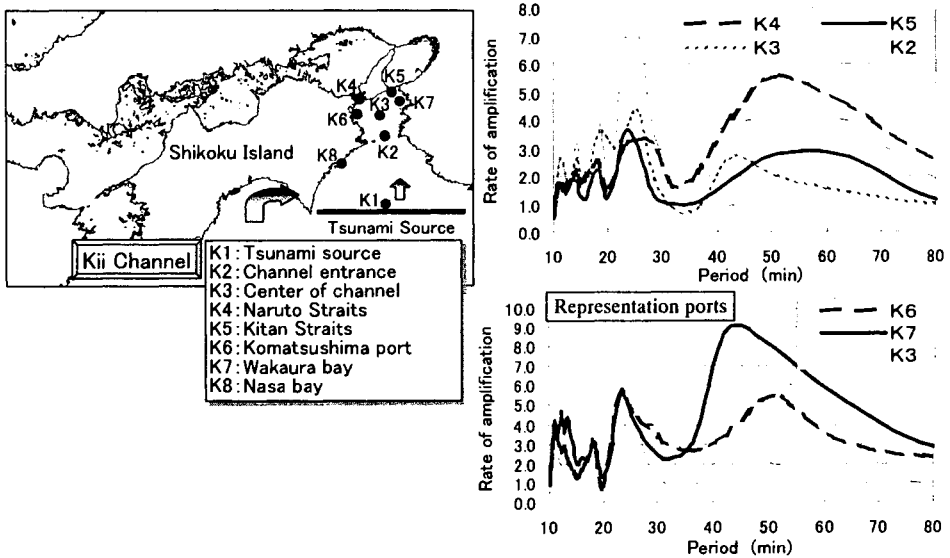 K4
K5
K3
K7
K6
K2
K8
K1
Shikoku Island
Tsunami Source
Kii Channel
K1:Tsunami source
K2:Channel entrance
K3:Center of channel
K4:Naruto Straits
K5:Kitan Straits
K6:Komatsushima port
K7:Wakaura bay
K8:Nasa bay
Rate of amplification
8.0
7.0
6.0
5.0
4.0
3.0
2.0
1.0
0.0
K4 K5
K3 K2
10 20 30 40 50 60 70 80
Period (min)
Representation ports
Rate of amplification
10.0
9.0
8.0
7.0
6.0
5.0
4.0
3.0
2.0
1.0
0.0
K6
K7
K3
10 20 30 40 50 60 70 80
Period (min)